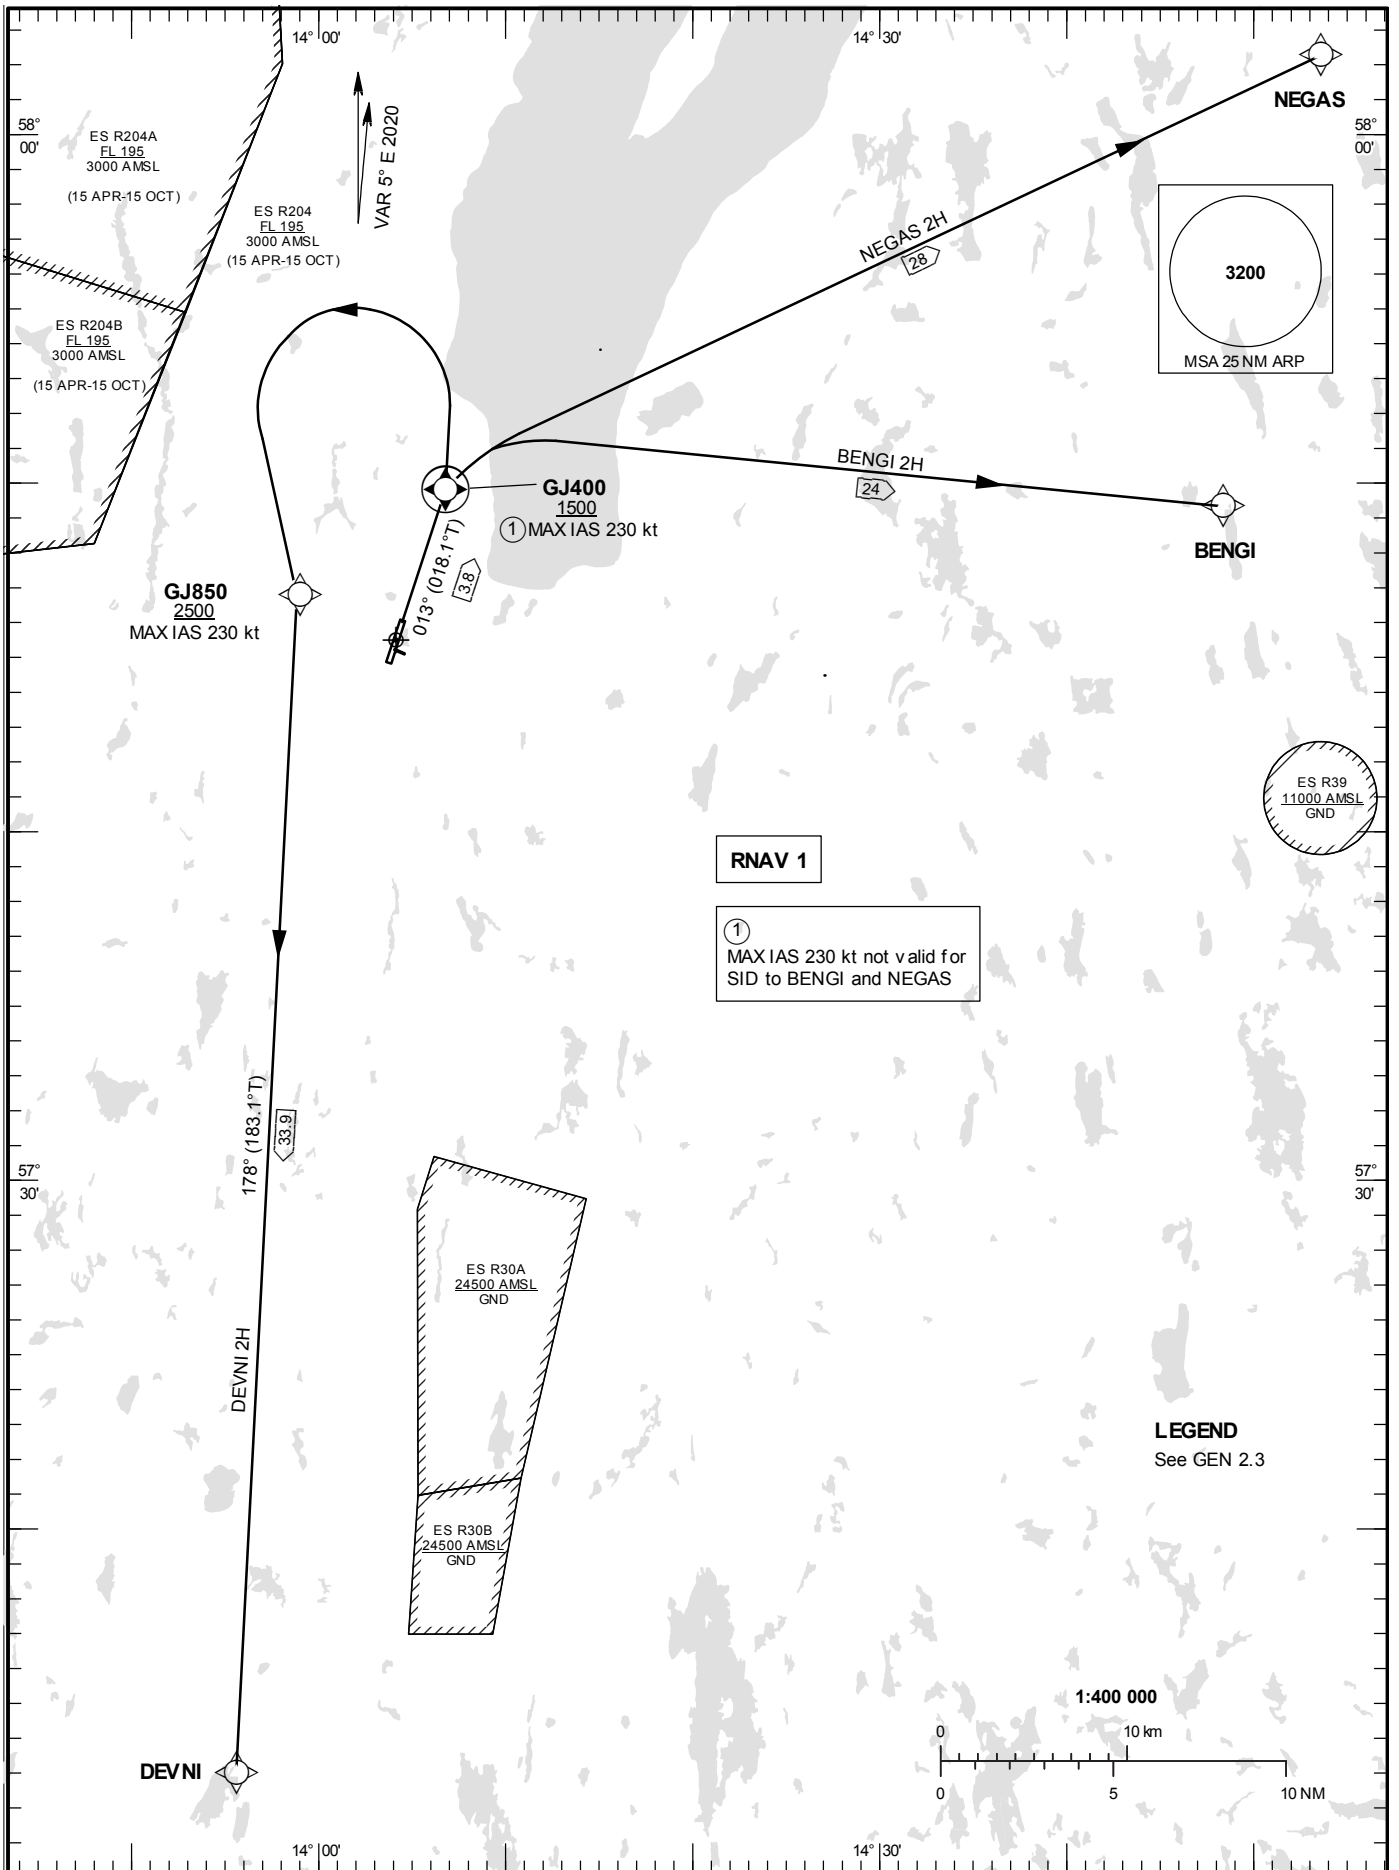 14° 00'
14° 30'
NEGAS
58°
00'
58°
00'
ES R204A
FL 195
3000 AMSL
(15 APR-15 OCT)
VAR 5° E 2020
ES R204
FL 195
3000 AMSL
(15 APR-15 OCT)
NEGAS 2H
28
3200
MSA 25 NM ARP
ES R204B
FL 195
3000 AMSL
(15 APR-15 OCT)
BENGI 2H
24
GJ400
1500
1 MAX IAS 230 kt
BENGI
013° (018.1°T)
3.8
GJ850
2500
MAX IAS 230 kt
ES R39
11000 AMSL
GND
RNAV 1
1
MAX IAS 230 kt not valid for
SID to BENGI and NEGAS
178° (183.1°T)
33.9
57°
30'
57°
30'
ES R30A
24500 AMSL
GND
DEVNI 2H
LEGEND
See GEN 2.3
ES R30B
24500 AMSL
GND
1:400 000
0
10 km
0
5
10 NM
DEVNI
14° 00'
14° 30'